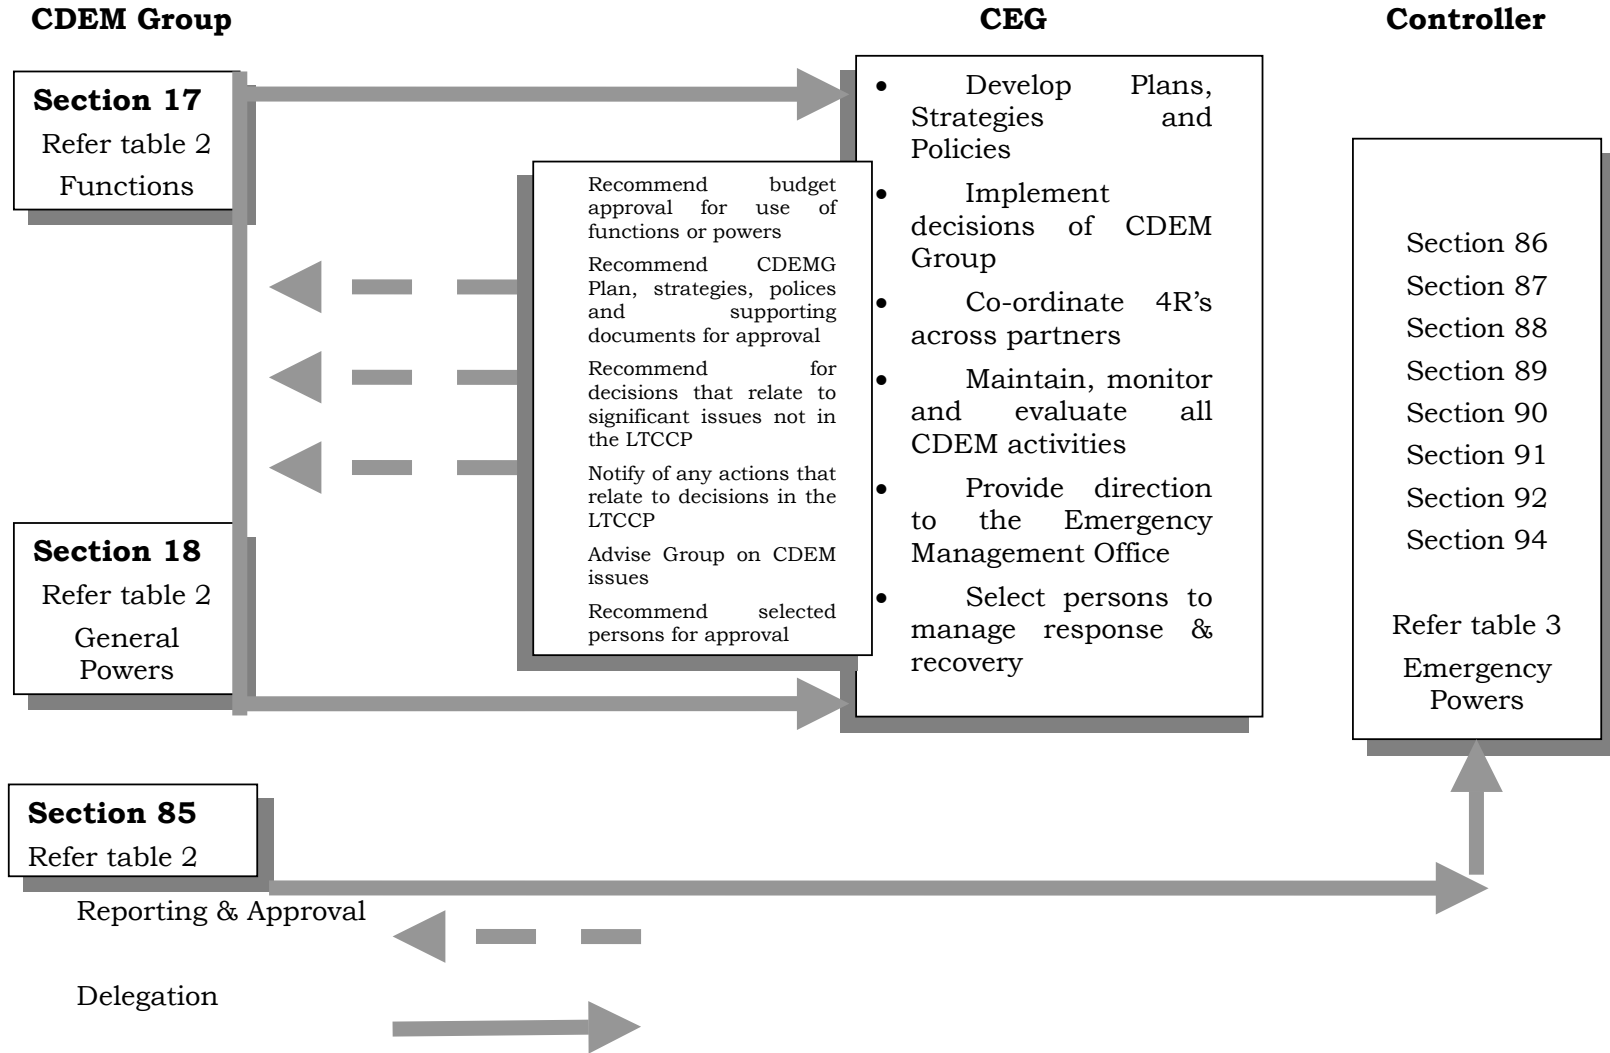 CDEM Group
CEG
Controller
Section 17
Refer table 2
Functions
Section 18
Refer table 2
General
Powers
Recommend budget
approval for use of
functions or powers
Recommend CDEMG
Plan, strategies, polices
and supporting
documents for approval
Recommend for
decisions that relate to
significant issues not in
the LTCCP
Notify of any actions that
relate to decisions in the
LTCCP
Advise Group on CDEM
issues
Recommend selected
persons for approval
• Develop Plans,
Strategies and
Policies
• Implement
decisions of CDEM
Group
• Co-ordinate 4R’s
across partners
• Maintain, monitor
and evaluate all
CDEM activities
• Provide direction
to the Emergency
Management Office
• Select persons to
manage response &
recovery
Section 86
Section 87
Section 88
Section 89
Section 90
Section 91
Section 92
Section 94
Refer table 3
Emergency
Powers
Section 85
Refer table 2
Reporting & Approval
Delegation